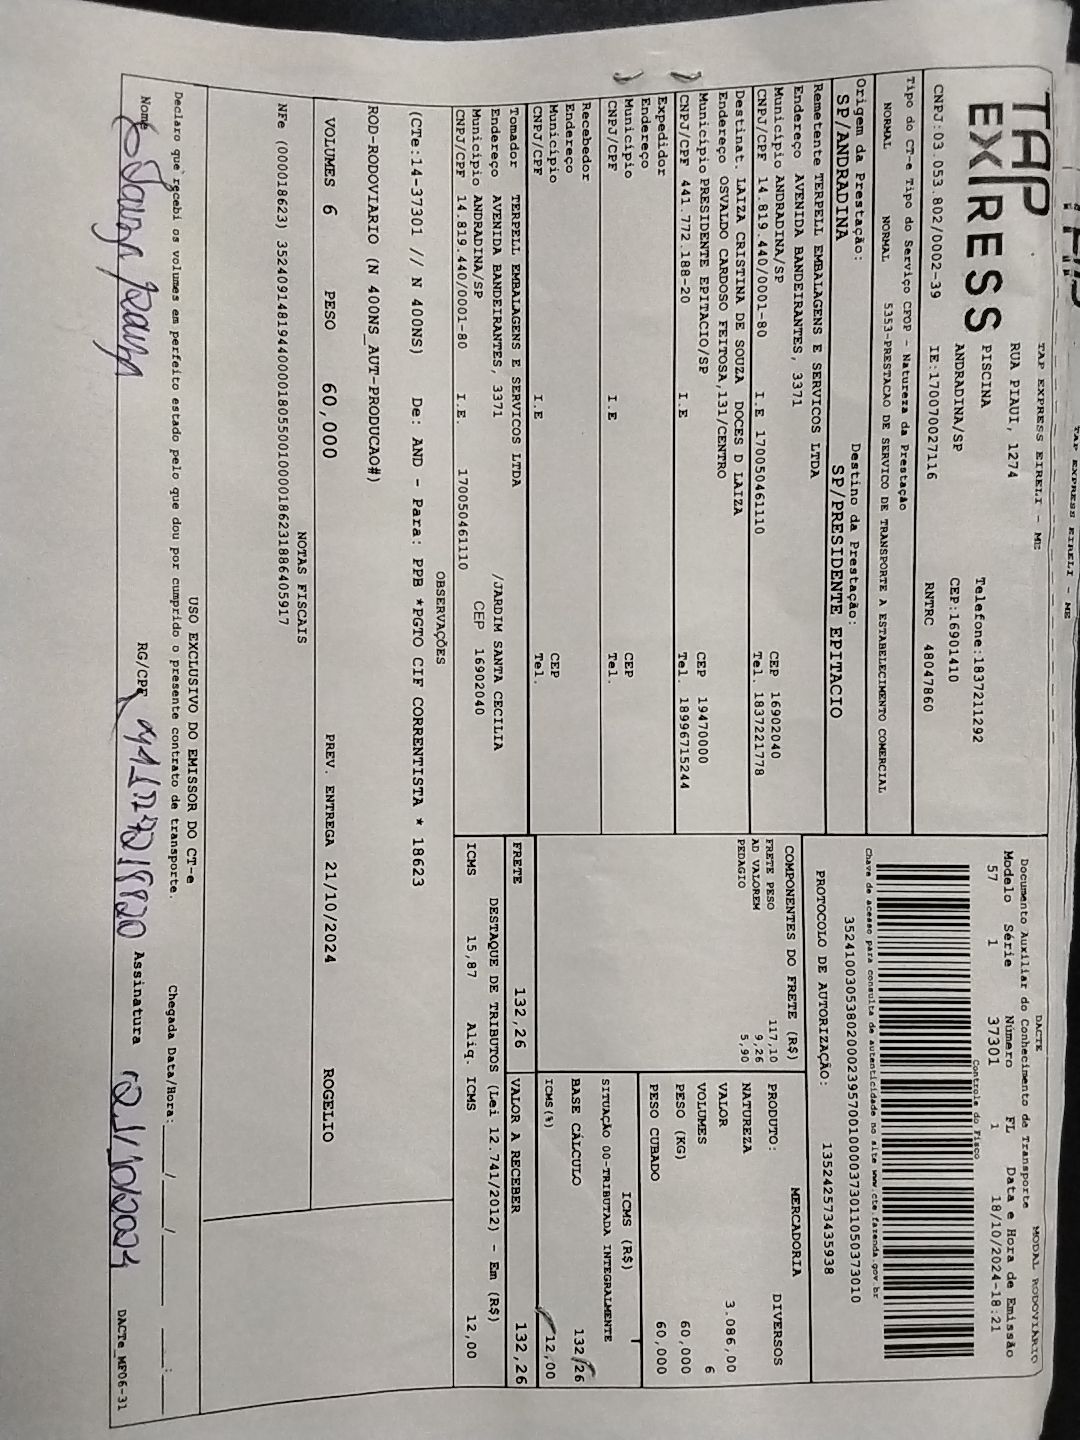 TAP
EXPRESS
TAP EXPRESS EIRELI - ME
RUA PIAUI, 1274
PISCINA
ANDRADINA/SP
Telefone:1837211292
CEP:16901410
CNPJ:03.053.802/0002-39 IE:170070027116 RNTRC 48047860
DACTE MODAL RODOVIÁRIO
Documento Auxiliar do Conhecimento de Transporte
Modelo Série Número FL Data e Hora de Emissão
57 1 37301 1 18/10/2024-18:21
Controle do Fisco
Chave de acesso para consulta de autenticidade no site www.cte.fazenda.gov.br
35241003053802000239570010000373011050373010
PROTOCOLO DE AUTORIZAÇÃO: 135242573435938
Tipo do CT-e Tipo do Serviço CFOP - Natureza da Prestação
NORMAL NORMAL 5353-PRESTACAO DE SERVICO DE TRANSPORTE A ESTABELECIMENTO COMERCIAL
Origem da Prestação: Destino da Prestação:
SP/ANDRADINA SP/PRESIDENTE EPITACIO
Remetente TERPELL EMBALAGENS E SERVICOS LTDA
Endereço AVENIDA BANDEIRANTES, 3371
Município ANDRADINA/SP CEP 16902040
CNPJ/CPF 14.819.440/0001-80 I.E 170050461110 Tel. 1837221778
Destinat. LAIZA CRISTINA DE SOUZA DOCES D LAIZA
Endereço OSVALDO CARDOSO FEITOSA,131/CENTRO
Município PRESIDENTE EPITACIO/SP CEP 19470000
CNPJ/CPF 441.772.188-20 I.E Tel. 18996715244
Expedidor
Endereço
Município CEP
CNPJ/CPF I.E Tel.
Recebedor
Endereço
Município CEP
CNPJ/CPF I.E Tel.
Tomador TERPELL EMBALAGENS E SERVICOS LTDA
Endereço AVENIDA BANDEIRANTES, 3371 /JARDIM SANTA CECILIA
Município ANDRADINA/SP CEP 16902040
CNPJ/CPF 14.819.440/0001-80 I.E. 170050461110
COMPONENTES DO FRETE (R$)
FRETE PESO 117,10
AD VALOREM 9,26
PEDAGIO 5,90
MERCADORIA
PRODUTO: DIVERSOS
NATUREZA
VALOR 3.086,00
VOLUMES 6
PESO (KG) 60,000
PESO CUBADO 60,000
ICMS (R$)
SITUAÇÃO 00-TRIBUTADA INTEGRALMENTE
BASE CÁLCULO 132,26
ICMS(%) 12,00
FRETE 132,26 VALOR A RECEBER 132,26
DESTAQUE DE TRIBUTOS (Lei 12.741/2012) - Em (R$)
ICMS 15,87 Aliq. ICMS 12,00
OBSERVAÇÕES
(CTe:14-37301 // N 400NS) De: AND - Para: PPB *PGTO CIF CORRENTISTA * 18623
ROD-RODOVIARIO (N 400NS_AUT-PRODUCAO#)
VOLUMES 6 PESO 60,000 PREV. ENTREGA 21/10/2024 ROGELIO
NOTAS FISCAIS
NFe (000018623) 35240914819440000180550010000186231886405917
USO EXCLUSIVO DO EMISSOR DO CT-e
Declaro que recebi os volumes em perfeito estado pelo que dou por cumprido o presente contrato de transporte. Chegada Data/Hora: ___/___/___ ___:___
Nome RG/CPF 44177218820 Assinatura 21/10/2024
DACTe_MF06-31